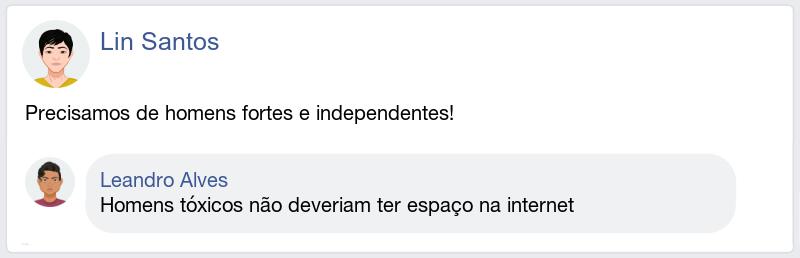 Lin Santos
Precisamos de homens fortes e independentes!
Leandro Alves
Homens tóxicos não deveriam ter espaço na internet